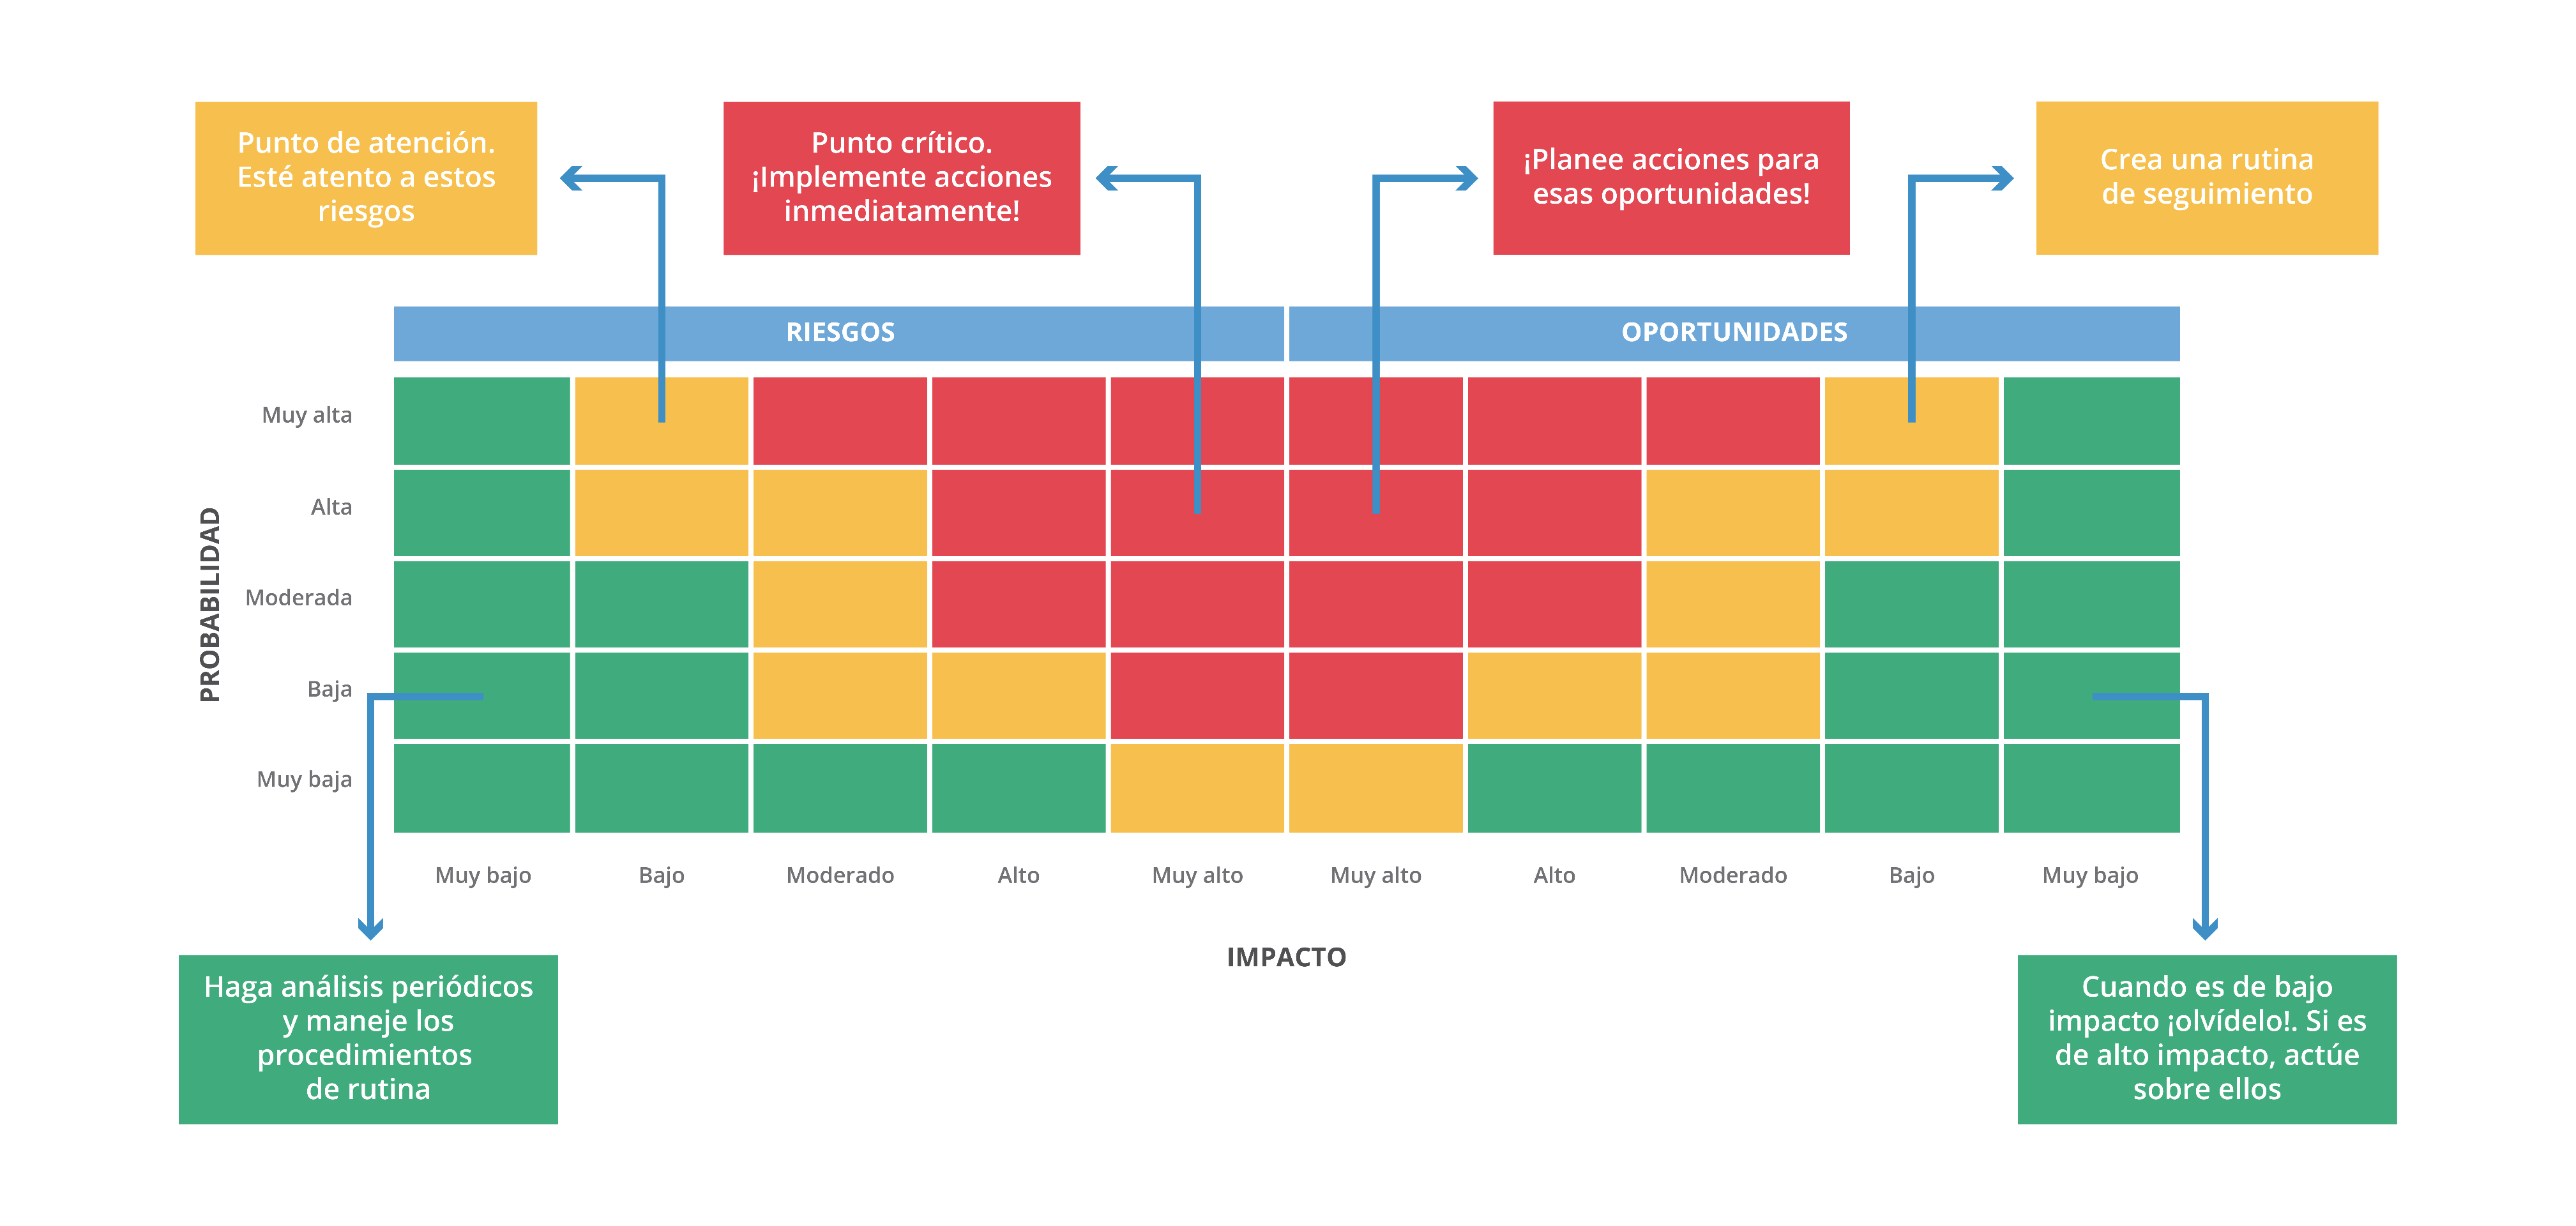 Punto de atención.
Esté atento a estos
riesgos
Punto crítico.
¡Implemente acciones
inmediatamente!
¡Planee acciones para
esas oportunidades!
Crea una rutina
de seguimiento
RIESGOS
OPORTUNIDADES
PROBABILIDAD
Muy alta
Alta
Moderada
Baja
Muy baja
Muy bajo
Bajo
Moderado
Alto
Muy alto
Muy alto
Alto
Moderado
Bajo
Muy bajo
IMPACTO
Haga análisis periódicos
y maneje los
procedimientos
de rutina
Cuando es de bajo
impacto ¡olvídelo!. Si es
de alto impacto, actúe
sobre ellos